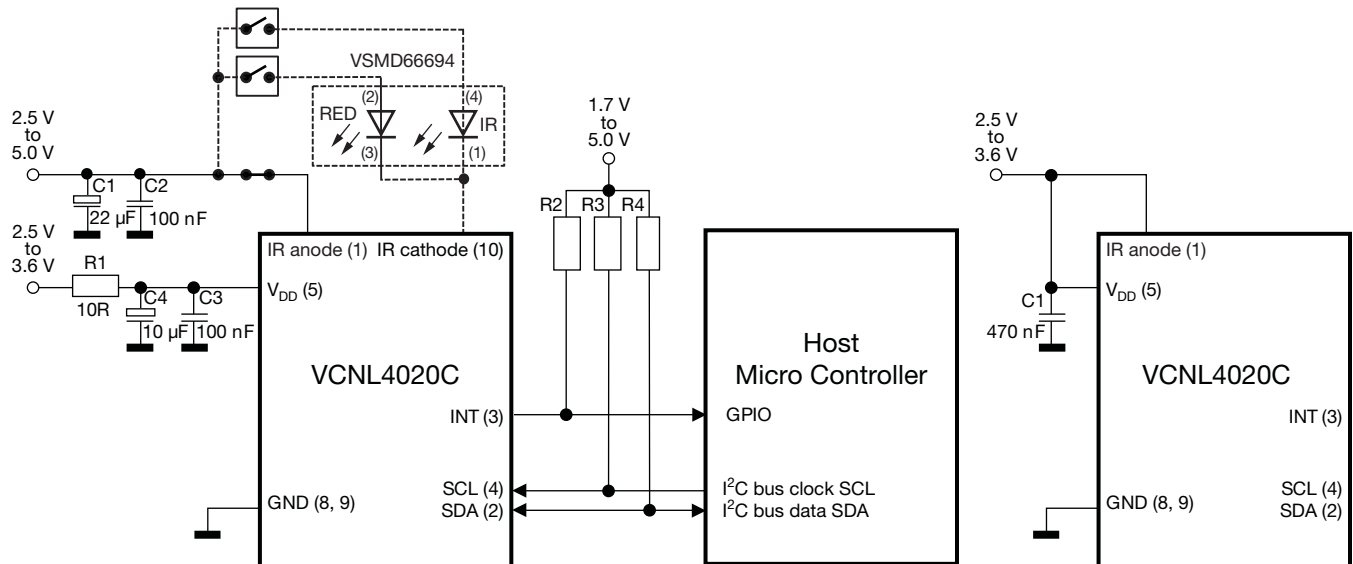 VSMD66694
(2)
(4)
RED
IR
(3)
(1)
2.5 V
to
5.0 V
C1
C2
22 µF
100 nF
2.5 V
to
3.6 V
R1
10R
C4
C3
10 µF
100 nF
IR anode (1)
IR cathode (10)
VDD (5)
VCNL4020C
INT (3)
SCL (4)
SDA (2)
GND (8, 9)
1.7 V
to
5.0 V
R2
R3
R4
Host
Micro Controller
GPIO
I2C bus clock SCL
I2C bus data SDA
2.5 V
to
3.6 V
C1
470 nF
IR anode (1)
VDD (5)
VCNL4020C
INT (3)
SCL (4)
SDA (2)
GND (8, 9)